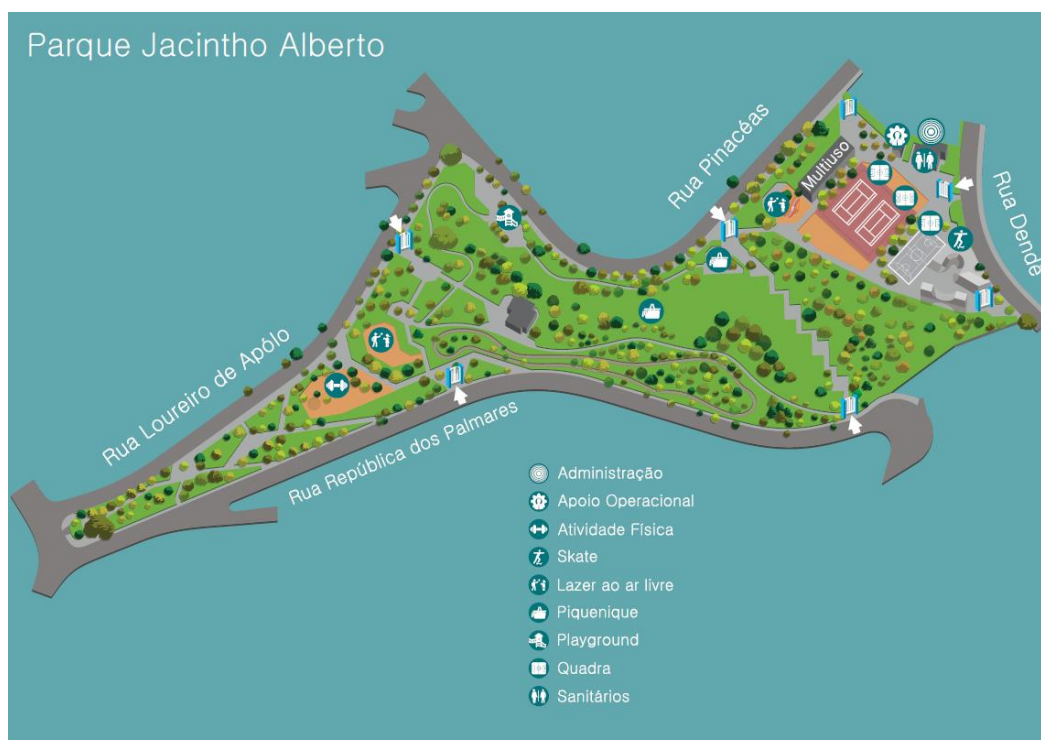 Parque Jacintho Alberto
Rua Pinacéas
Multiuso
Rua Dendê
Rua Loureiro de Apôlo
Rua República dos Palmares
Administração
Apoio Operacional
Atividade Física
Skate
Lazer ao ar livre
Piquenique
Playground
Quadra
Sanitários